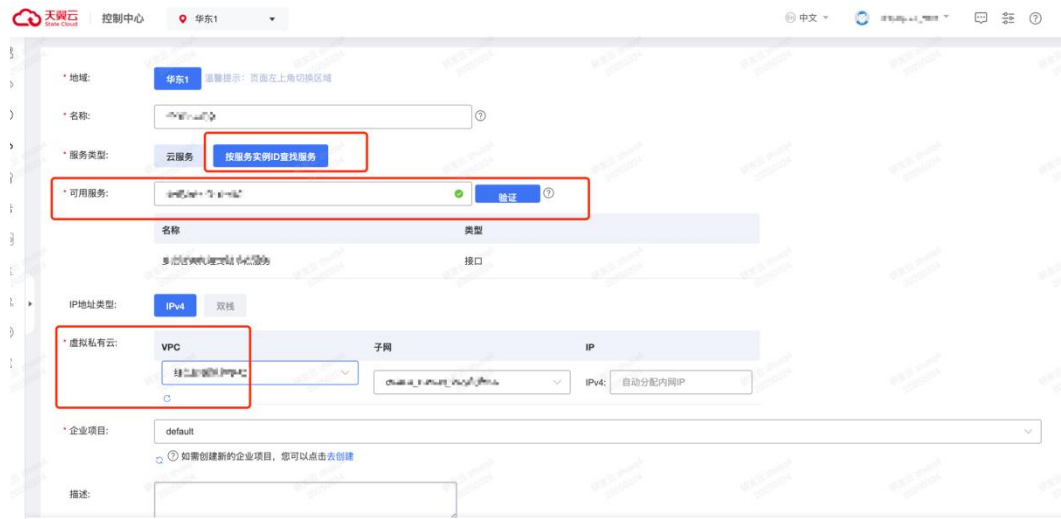 天翼云
State Cloud
控制中心
华东1
中文
* 地域:
华东1
温馨提示：页面左上角切换区域
* 名称:
* 服务类型:
云服务
按服务实例ID查找服务
* 可用服务:
验证
名称
类型
接口
IP地址类型:
IPv4
双栈
* 虚拟私有云:
VPC
子网
IP
IPv4:
自动分配内网IP
* 企业项目:
default
如需创建新的企业项目，您可以点击去创建
描述: